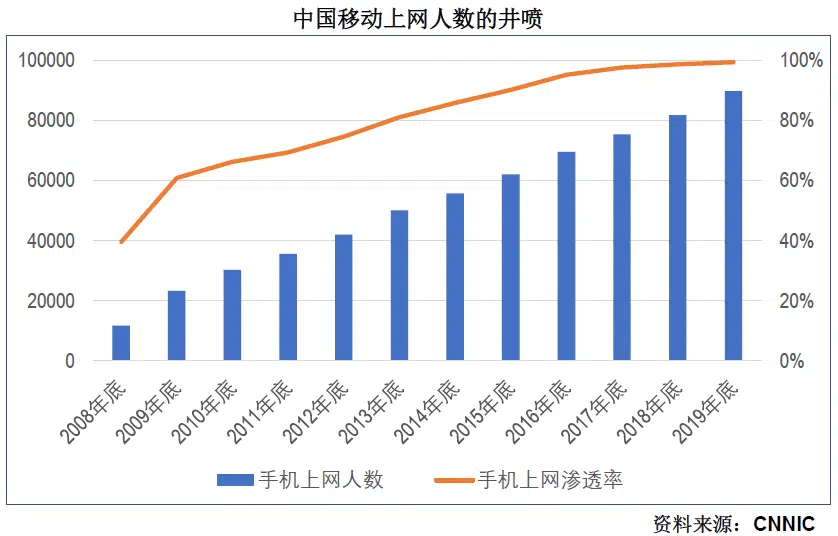 中国移动上网人数的井喷
100000
80000
60000
40000
20000
0
100%
80%
60%
40%
20%
0%
2008年底
2009年底
2010年底
2011年底
2012年底
2013年底
2014年底
2015年底
2016年底
2017年底
2018年底
2019年底
手机上网人数
手机上网渗透率
资料来源：CNNIC